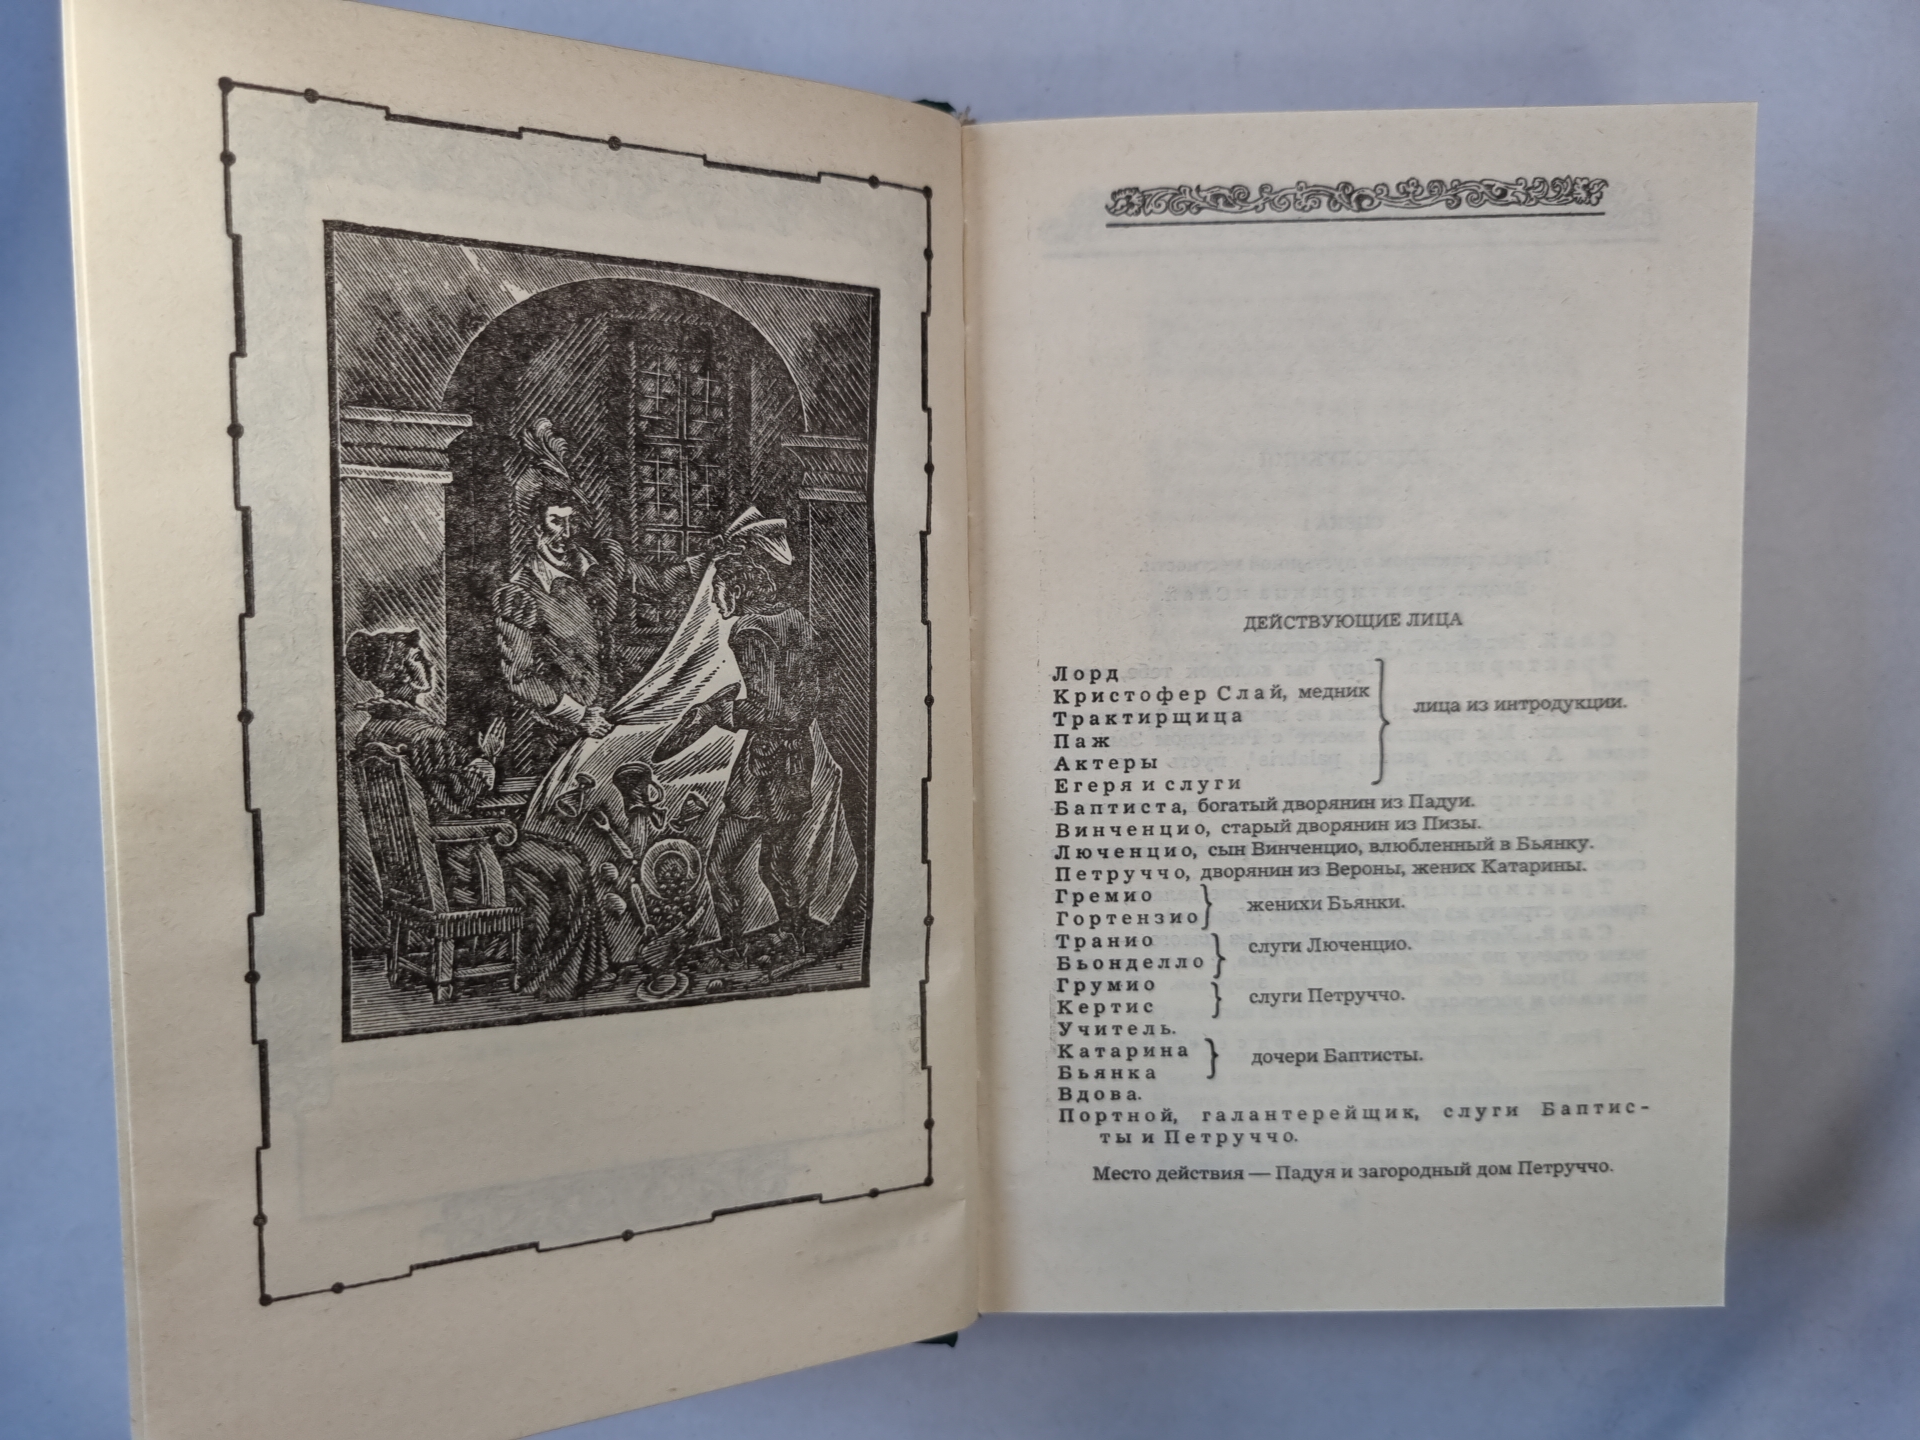 ДЕЙСТВУЮЩИЕ ЛИЦА
Лорд
Кристофер Слай, медник
Трактирщица
Паж
Актеры
Егеря и слуги
лица из интродукции.
Баптиста, богатый дворянин из Падуи.
Винченцио, старый дворянин из Пизы.
Люченцио, сын Винченцио, влюбленный в Бьянку.
Петруччо, дворянин из Вероны, жених Катарины.
Гремио
Гортензио
женихи Бьянки.
Транио
Бьонделло
слуги Люченцио.
Грумио
Кертис
слуги Петруччо.
Учитель.
Катарина
Бьянка
дочери Баптисты.
Вдова.
Портной, галантерейщик, слуги Баптис-
ты и Петруччо.
Место действия — Падуя и загородный дом Петруччо.